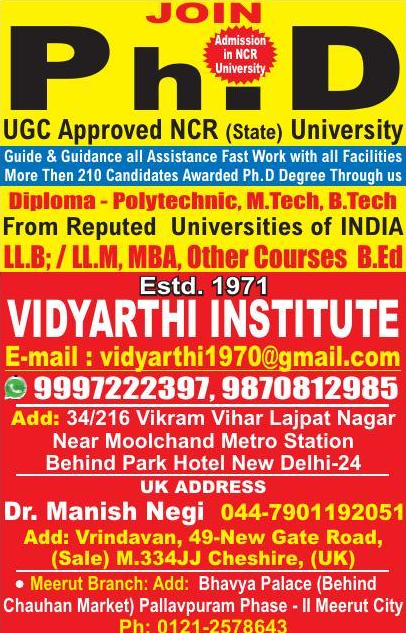 JOIN
Ph.D
Admission
in NCR
University
UGC Approved NCR (State) University
Guide & Guidance all Assistance Fast Work with all Facilities
More Then 210 Candidates Awarded Ph.D Degree Through us
Diploma - Polytechnic, M.Tech, B.Tech
From Reputed Universities of INDIA
LL.B; / LL.M, MBA, Other Courses B.Ed
Estd. 1971
VIDYARTHI INSTITUTE
E-mail : vidyarthi1970@gmail.com
9997222397, 9870812985
Add: 34/216 Vikram Vihar Lajpat Nagar
Near Moolchand Metro Station
Behind Park Hotel New Delhi-24
UK ADDRESS
Dr. Manish Negi 044-7901192051
Add: Vrindavan, 49-New Gate Road,
(Sale) M.334JJ Cheshire, (UK)
● Meerut Branch: Add: Bhavya Palace (Behind
Chauhan Market) Pallavpuram Phase - II Meerut City
Ph: 0121-2578643